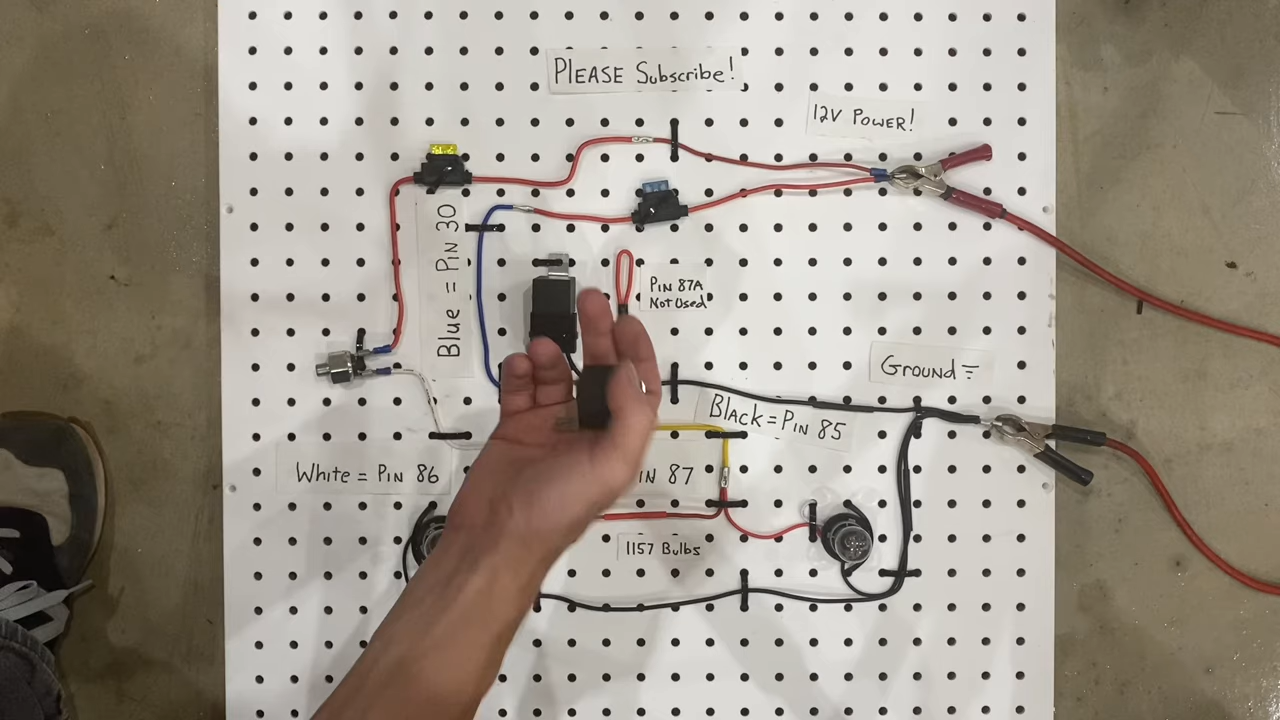 PLEASE Subscribe!
12V POWER!
Blue = PIN 30
PIN 87A
Not Used
Ground
Black = PIN 85
White = PIN 86
IN 87
1157 Bulbs